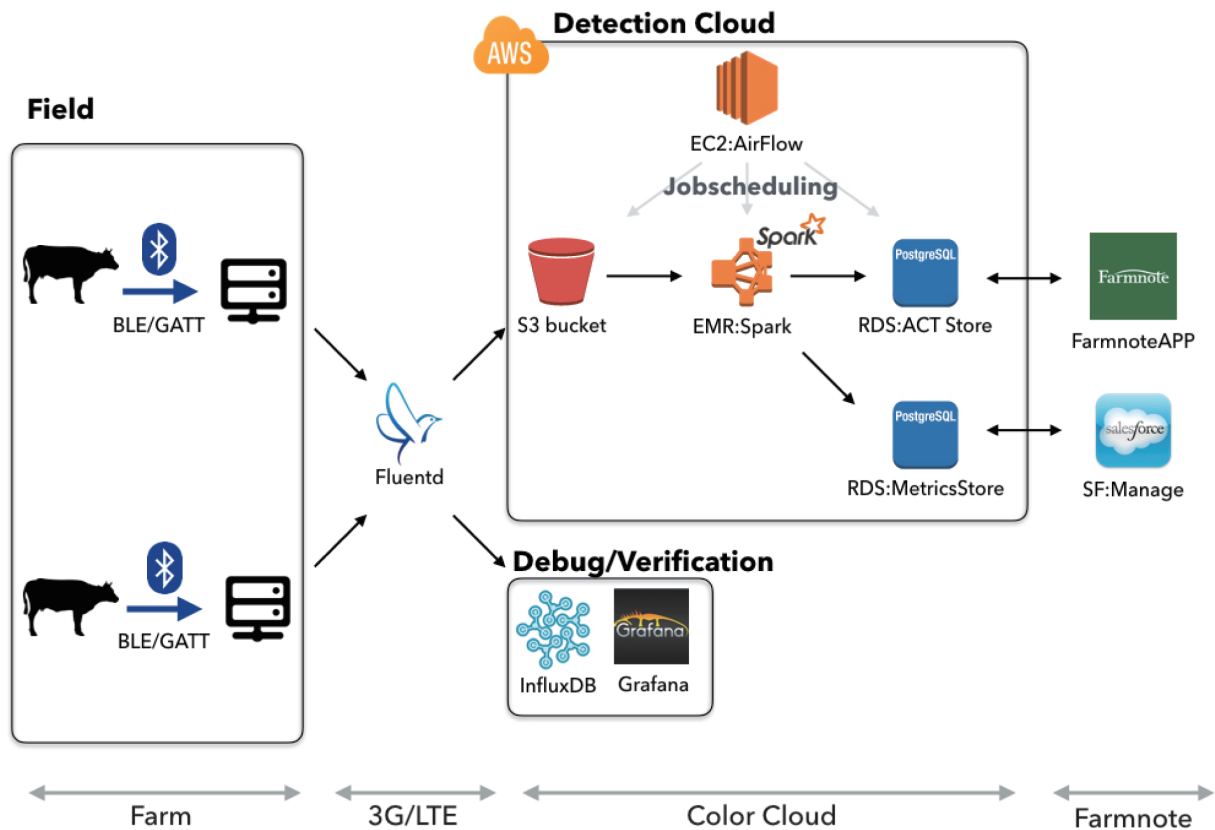 Detection Cloud
AWS
Field
EC2:AirFlow
Jobscheduling
Spark
PostgreSQL
Farmnote
BLE/GATT
S3 bucket
EMR:Spark
RDS:ACT Store
FarmnoteAPP
PostgreSQL
salesforce
Fluentd
RDS:MetricsStore
SF:Manage
Debug/Verification
BLE/GATT
Grafana
InfluxDB
Grafana
Farm
3G/LTE
Color Cloud
Farmnote